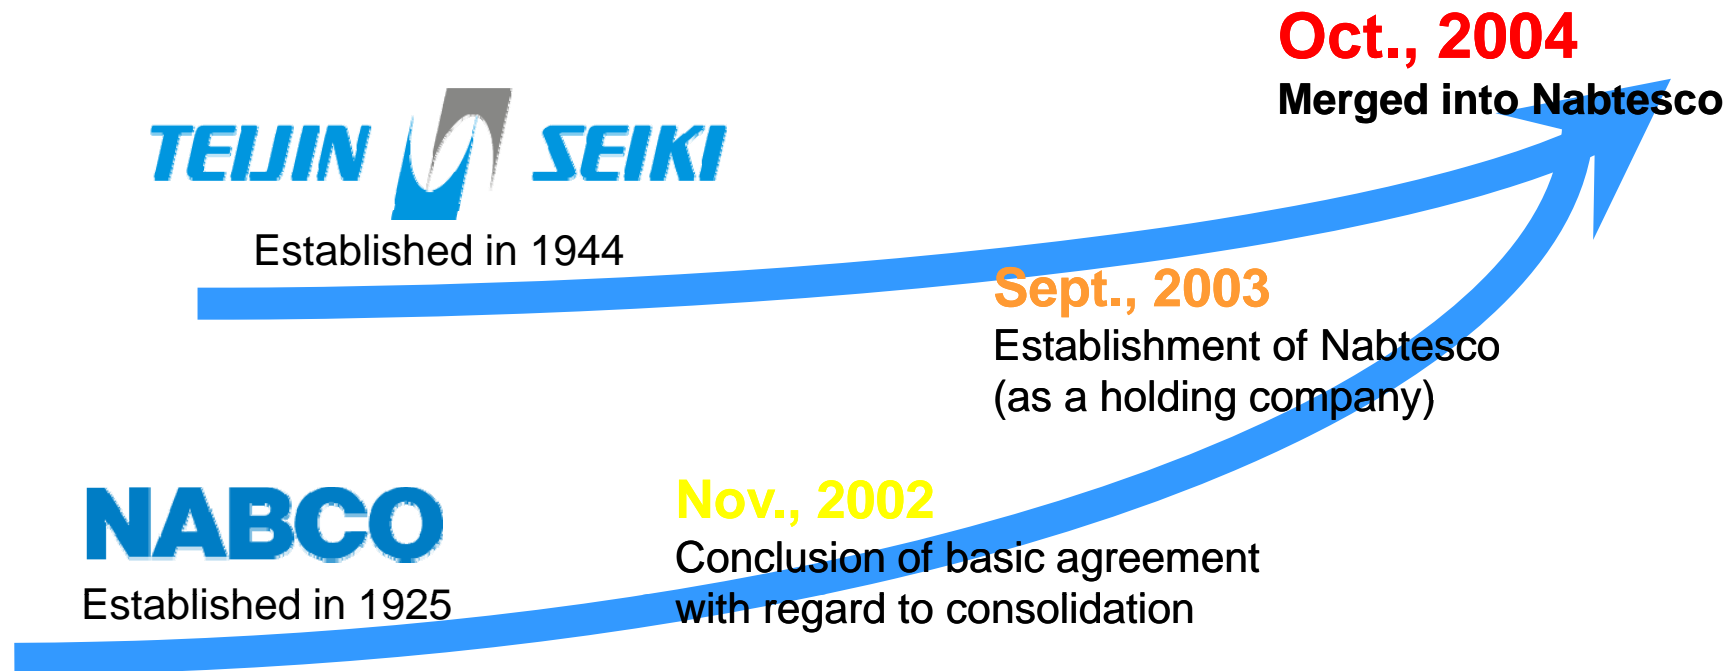 Oct., 2004
Merged into Nabtesco
TEIJIN SEIKI
Established in 1944
Sept., 2003
Establishment of Nabtesco
(as a holding company)
NABCO
Established in 1925
Nov., 2002
Conclusion of basic agreement
with regard to consolidation